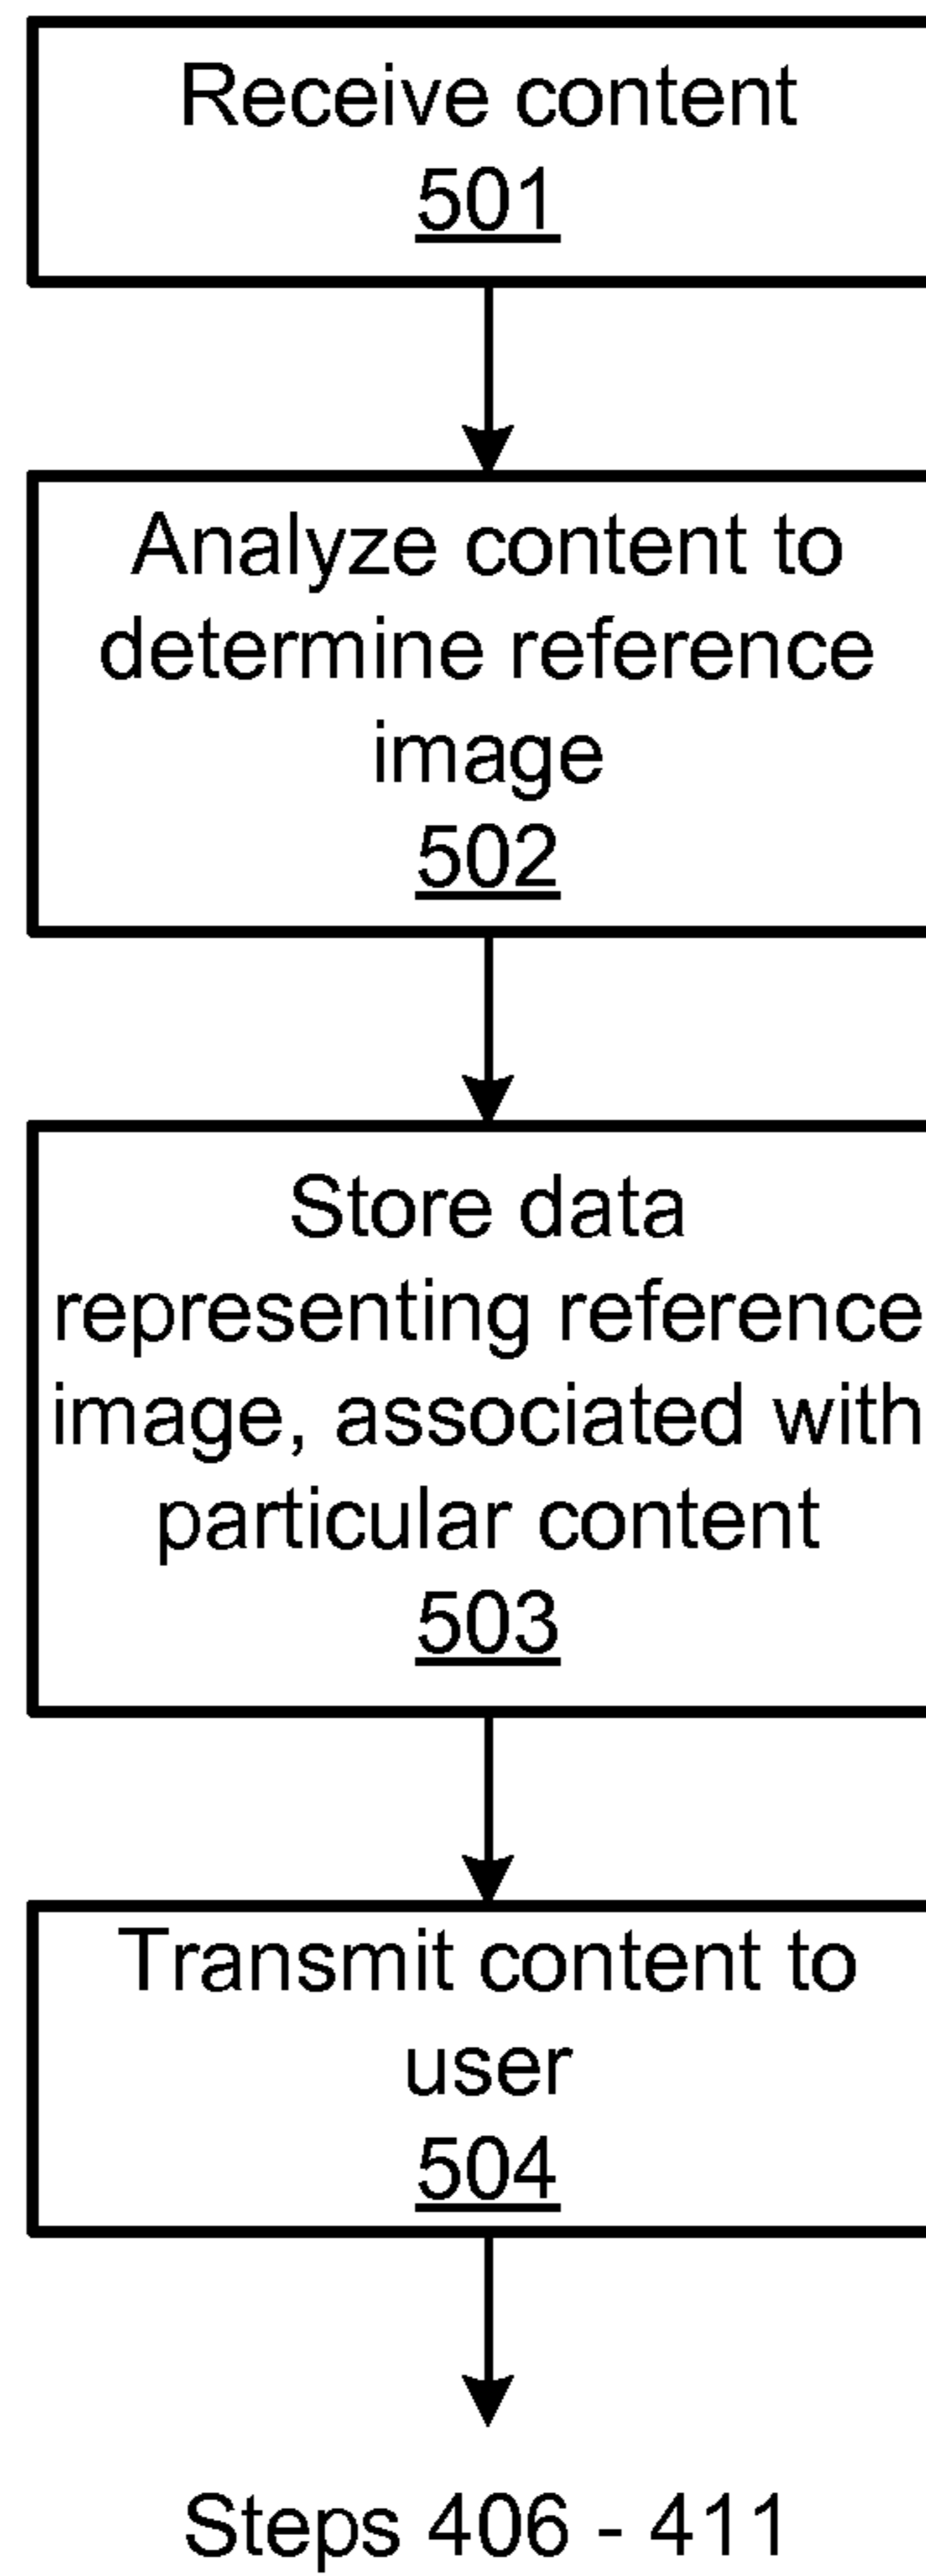 Receive content
501
Analyze content to
determine reference
image
502
Store data
representing reference
image, associated with
particular content
503
Transmit content to
user
504
Steps 406 - 411